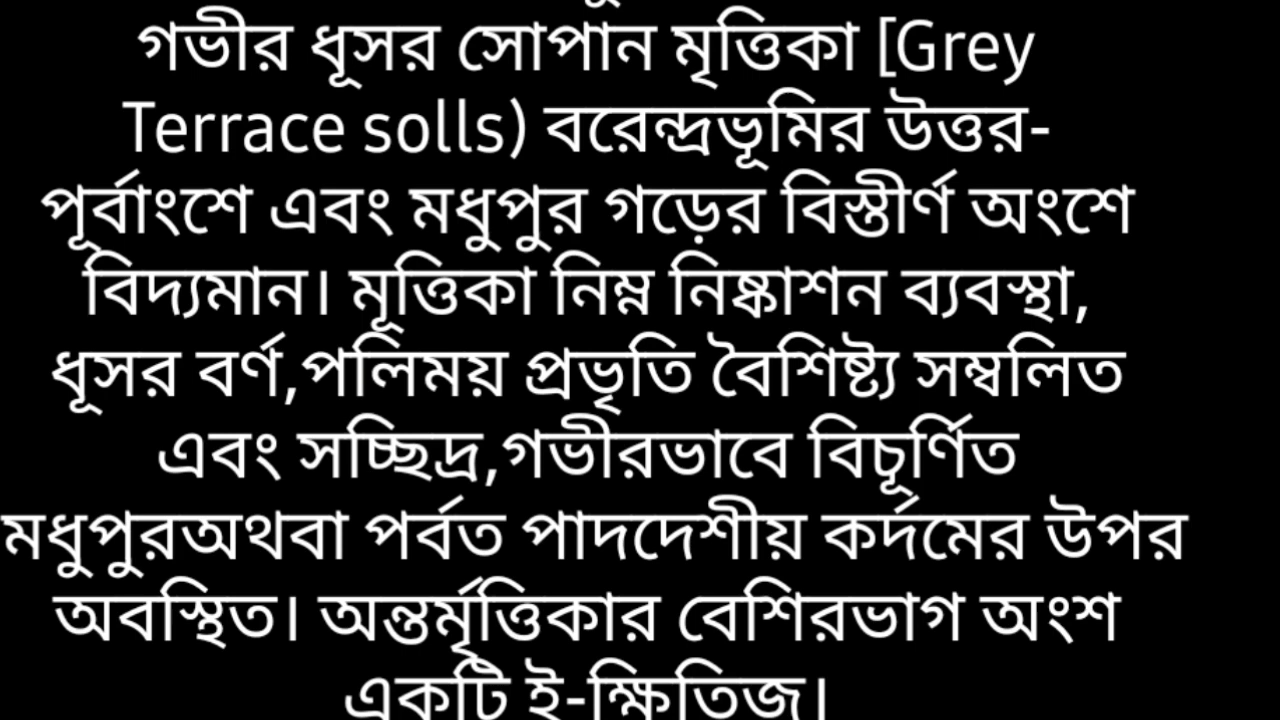 গভীর ধূসর সোপান মৃত্তিকা [Grey
Terrace solls) বরেন্দ্রভূমির উত্তর-
পূর্বাংশে এবং মধুপুর গড়ের বিস্তীর্ণ অংশে
বিদ্যমান। মূত্তিকা নিম্ন নিষ্কাশন ব্যবস্থা,
ধূসর বর্ণ,পলিময় প্রভৃতি বৈশিষ্ট্য সম্বলিত
এবং সচ্ছিদ্র,গভীরভাবে বিচূর্ণিত
মধুপুরঅথবা পর্বত পাদদেশীয় কর্দমের উপর
অবস্থিত। অন্তর্মৃত্তিকার বেশিরভাগ অংশ
একটি ই-ক্ষিতিজ।